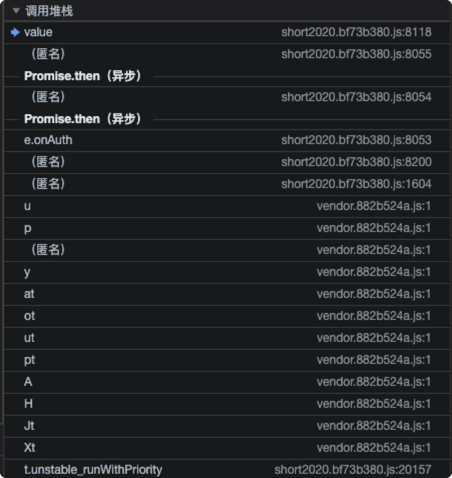 调用堆栈
value short2020.bf73b380.js:8118
（匿名） short2020.bf73b380.js:8055
Promise.then（异步）
（匿名） short2020.bf73b380.js:8054
Promise.then（异步）
e.onAuth short2020.bf73b380.js:8053
（匿名） short2020.bf73b380.js:8200
（匿名） short2020.bf73b380.js:1604
u vendor.882b524a.js:1
p vendor.882b524a.js:1
（匿名） vendor.882b524a.js:1
y vendor.882b524a.js:1
at vendor.882b524a.js:1
ot vendor.882b524a.js:1
ut vendor.882b524a.js:1
pt vendor.882b524a.js:1
A vendor.882b524a.js:1
H vendor.882b524a.js:1
Jt vendor.882b524a.js:1
Xt vendor.882b524a.js:1
t.unstable_runWithPriority short2020.bf73b380.js:20157